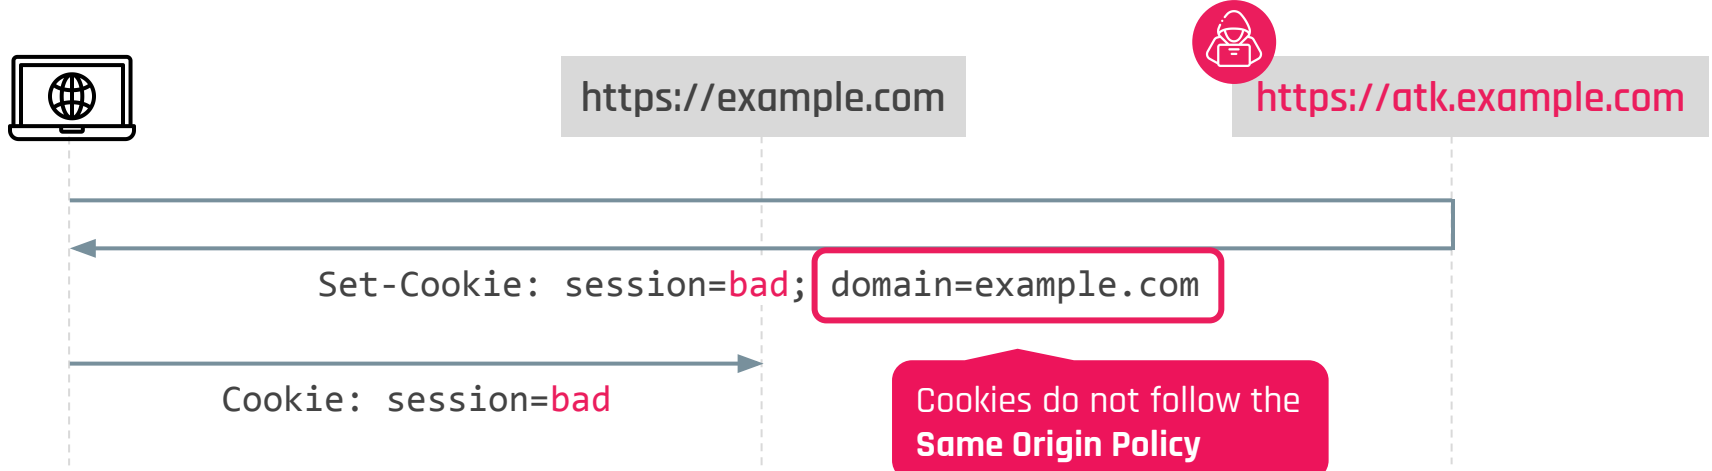 https://example.com
https://atk.example.com
Set-Cookie: session=bad; domain=example.com
Cookie: session=bad
Cookies do not follow the
Same Origin Policy